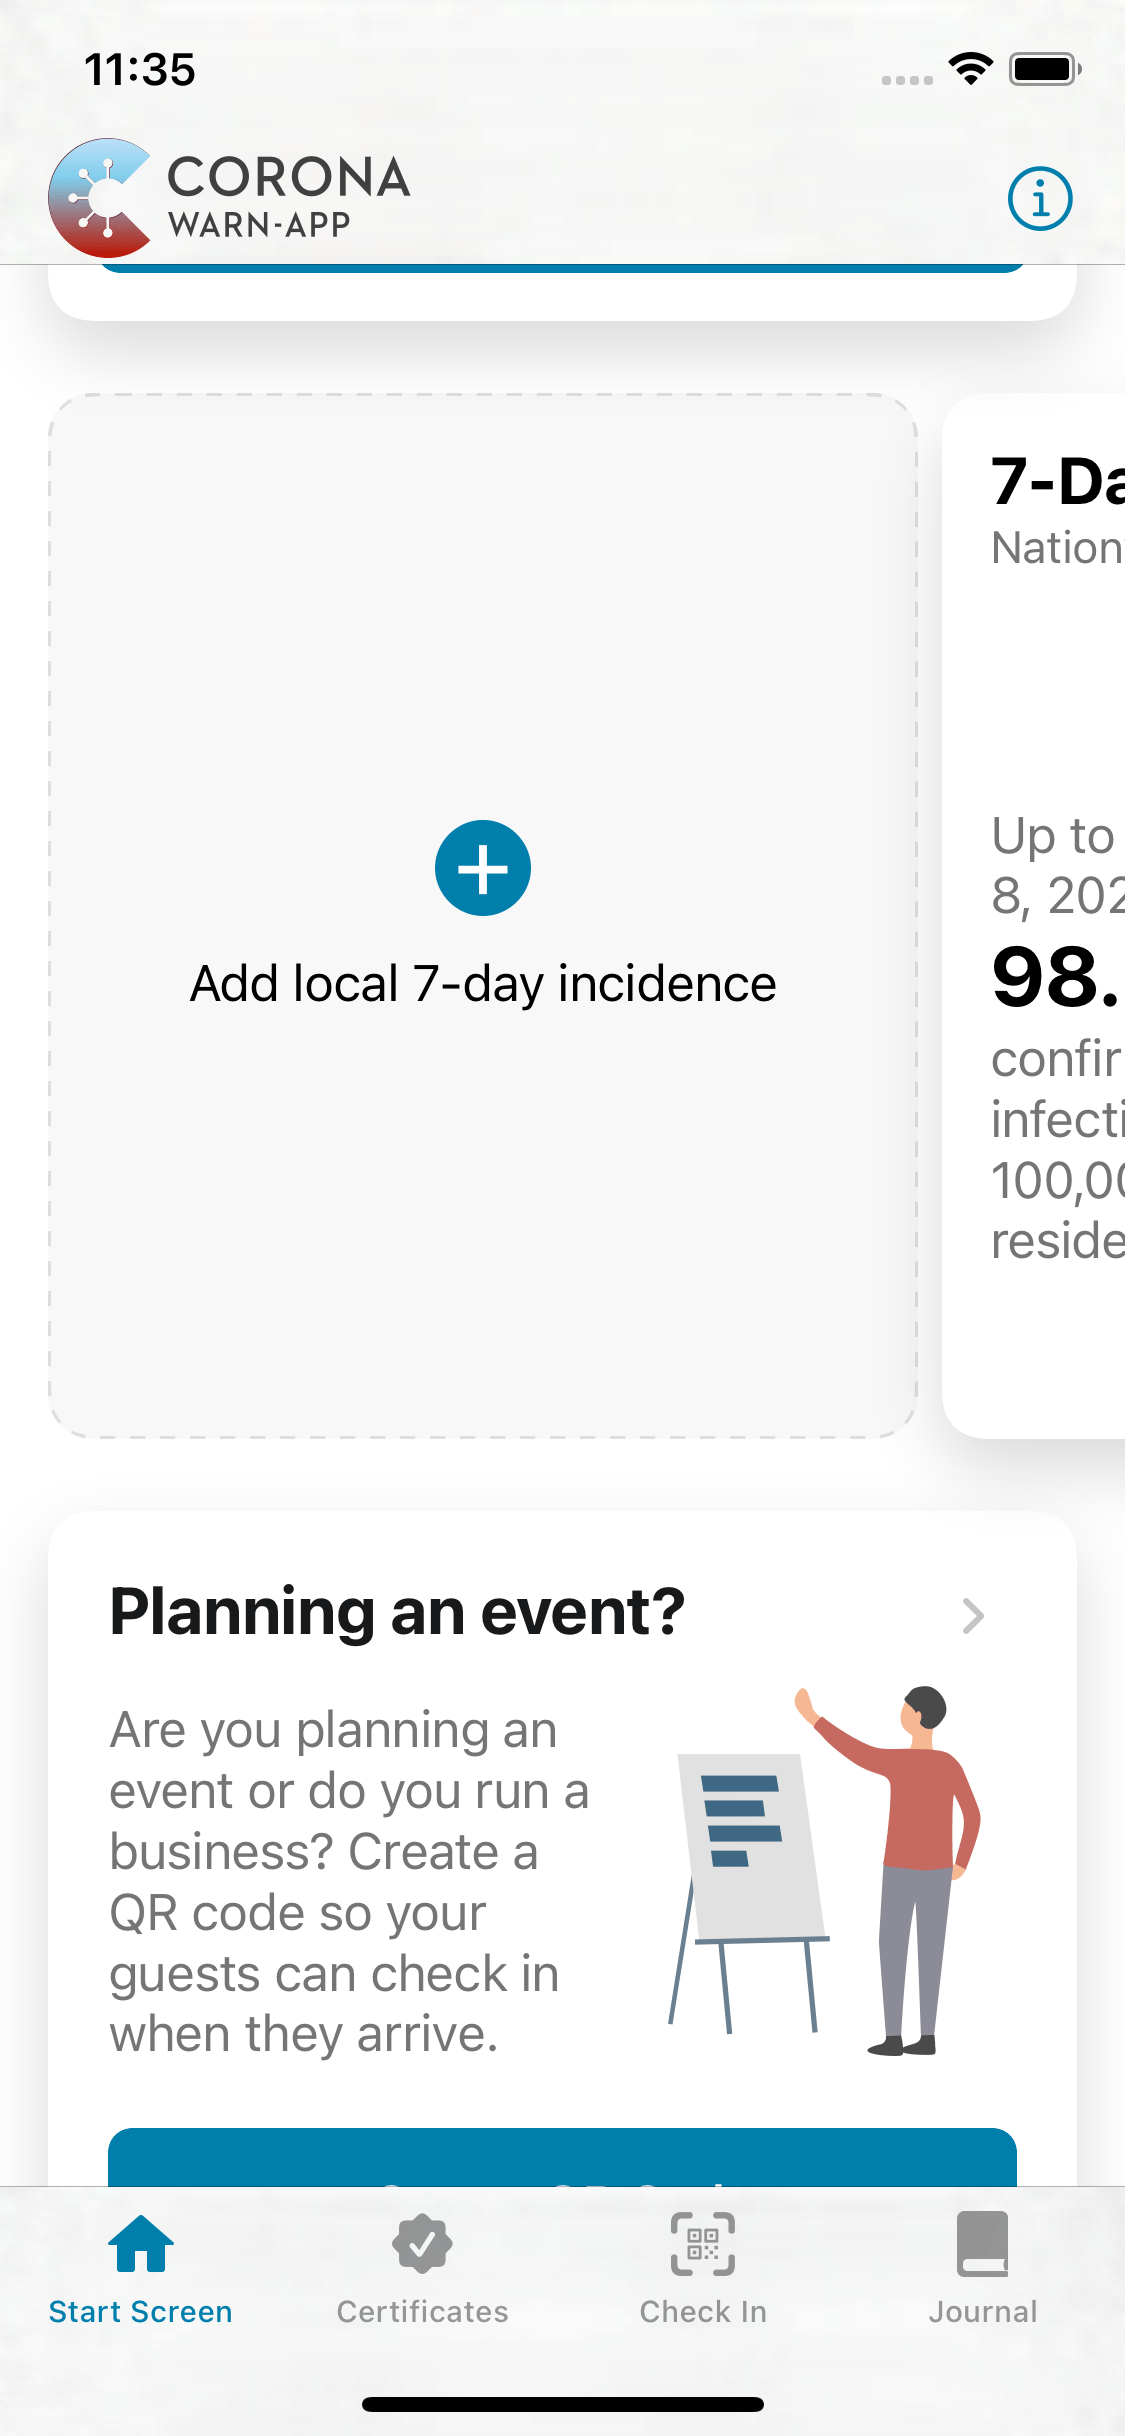 11:35
CORONA
WARN-APP
Add local 7-day incidence
7-Da
Nation
Up to
8, 202
98.
confir
infecti
100,00
reside
Planning an event?
Are you planning an
event or do you run a
business? Create a
QR code so your
guests can check in
when they arrive.
Start Screen
Certificates
Check In
Journal